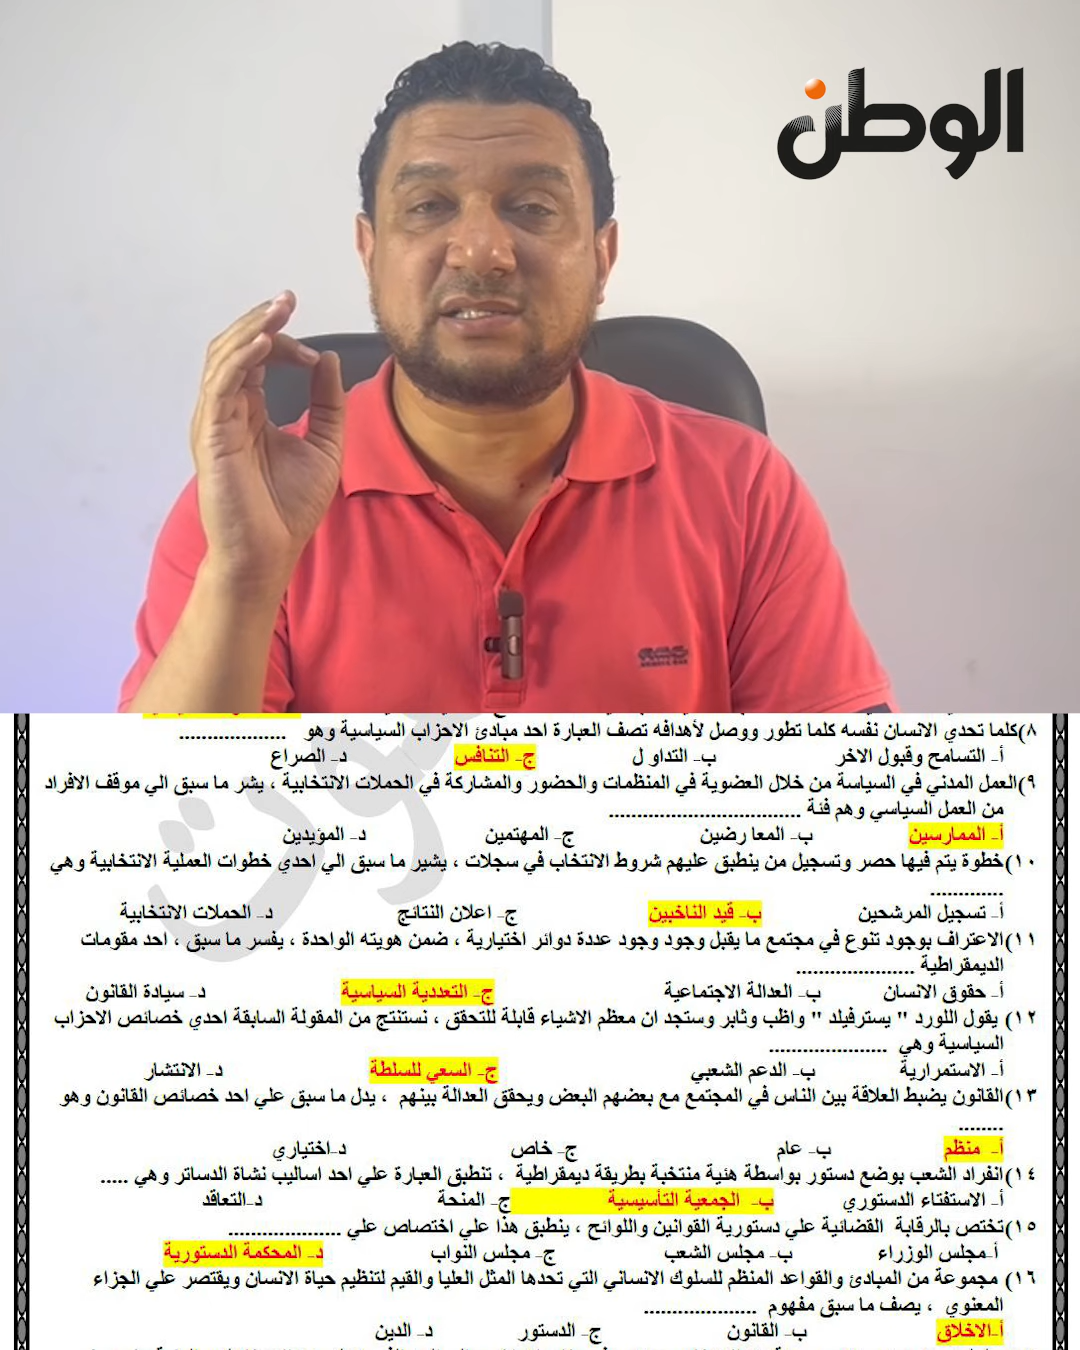 الوطن
٨)كلما تحدي الانسان نفسه كلما تطور ووصل لأهدافه تصف العبارة احد مبادئ الاحزاب السياسية وهو ...................
أ- التسامح وقبول الاخر ب- التداو ل ج- التنافس د- الصراع
٩)العمل المدني في السياسة من خلال العضوية في المنظمات والحضور والمشاركة في الحملات الانتخابية ، يشر ما سبق الي موقف الافراد
من العمل السياسي وهم فئة ..................................
أ- الممارسين ب- المعا رضين ج- المهتمين د- المؤيدين
١٠)خطوة يتم فيها حصر وتسجيل من ينطبق عليهم شروط الانتخاب في سجلات ، يشير ما سبق الي احدي خطوات العملية الانتخابية وهي
.............
أ- تسجيل المرشحين ب- قيد الناخبين ج- اعلان النتائج د- الحملات الانتخابية
١١)الاعتراف بوجود تنوع في مجتمع ما يقبل وجود وجود عددة دوائر اختيارية ، ضمن هويته الواحدة ، يفسر ما سبق ، احد مقومات
الديمقراطية .....................
أ- حقوق الانسان ب- العدالة الاجتماعية ج- التعددية السياسية د- سيادة القانون
١٢) يقول اللورد " يسترفيلد " واظب وثابر وستجد ان معظم الاشياء قابلة للتحقق ، نستنتج من المقولة السابقة احدي خصائص الاحزاب
السياسية وهي .....................
أ- الاستمرارية ب- الدعم الشعبي ج- السعي للسلطة د- الانتشار
١٣)القانون يضبط العلاقة بين الناس في المجتمع مع بعضهم البعض ويحقق العدالة بينهم ، يدل ما سبق علي احد خصائص القانون وهو
........
أ- منظم ب- عام ج- خاص د-اختياري
١٤)انفراد الشعب بوضع دستور بواسطة هئية منتخبة بطريقة ديمقراطية ، تنطبق العبارة علي احد اساليب نشاة الدساتر وهي .....
أ- الاستفتاء الدستوري ب- الجمعية التأسيسية ج- المنحة د-التعاقد
١٥)تختص بالرقابة القضائية علي دستورية القوانين واللوائح ، ينطبق هذا علي اختصاص علي ....................
أ-مجلس الوزراء ب- مجلس الشعب ج- مجلس النواب د- المحكمة الدستورية
١٦) مجموعة من المبادئ والقواعد المنظم للسلوك الانساني التي تحدها المثل العليا والقيم لتنظيم حياة الانسان ويقتصر علي الجزاء
المعنوي ، يصف ما سبق مفهوم ....................
أ-الاخلاق ب- القانون ج- الدستور د- الدين